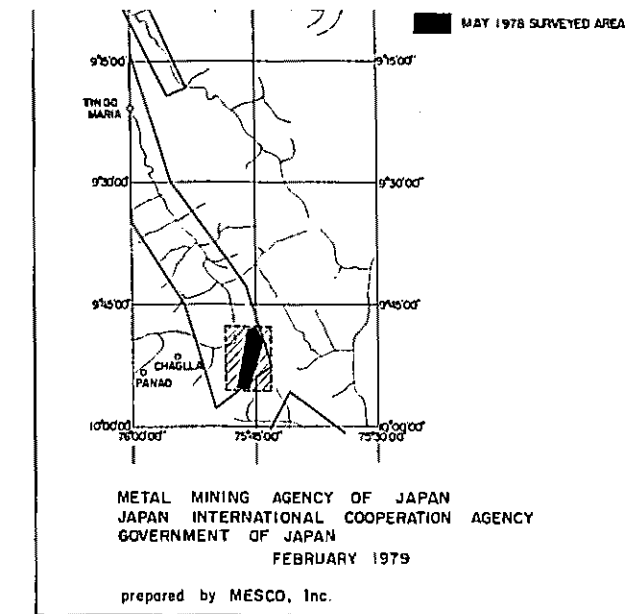 MAY 1978 SURVEYED AREA
9°15'00" 9°15'00"
TINGO
MARIA
9°30'00" 9°30'00"
9°45'00" 9°45'00"
CHAGLLA
PANAO
10°00'00" 10°00'00"
76°00'00" 75°45'00" 75°30'00"
METAL MINING AGENCY OF JAPAN
JAPAN INTERNATIONAL COOPERATION AGENCY
GOVERNMENT OF JAPAN
FEBRUARY 1979
prepared by MESCO, Inc.